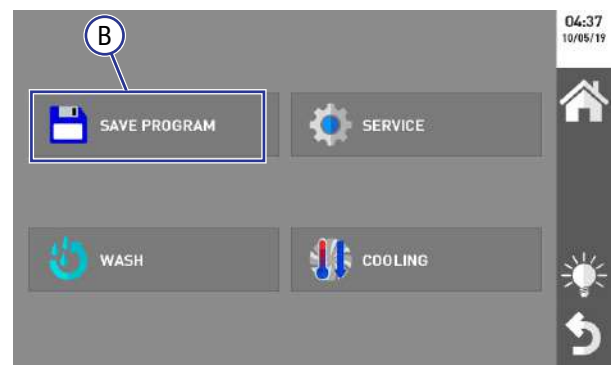 B
04:37
10/05/19
SAVE PROGRAM
SERVICE
WASH
COOLING